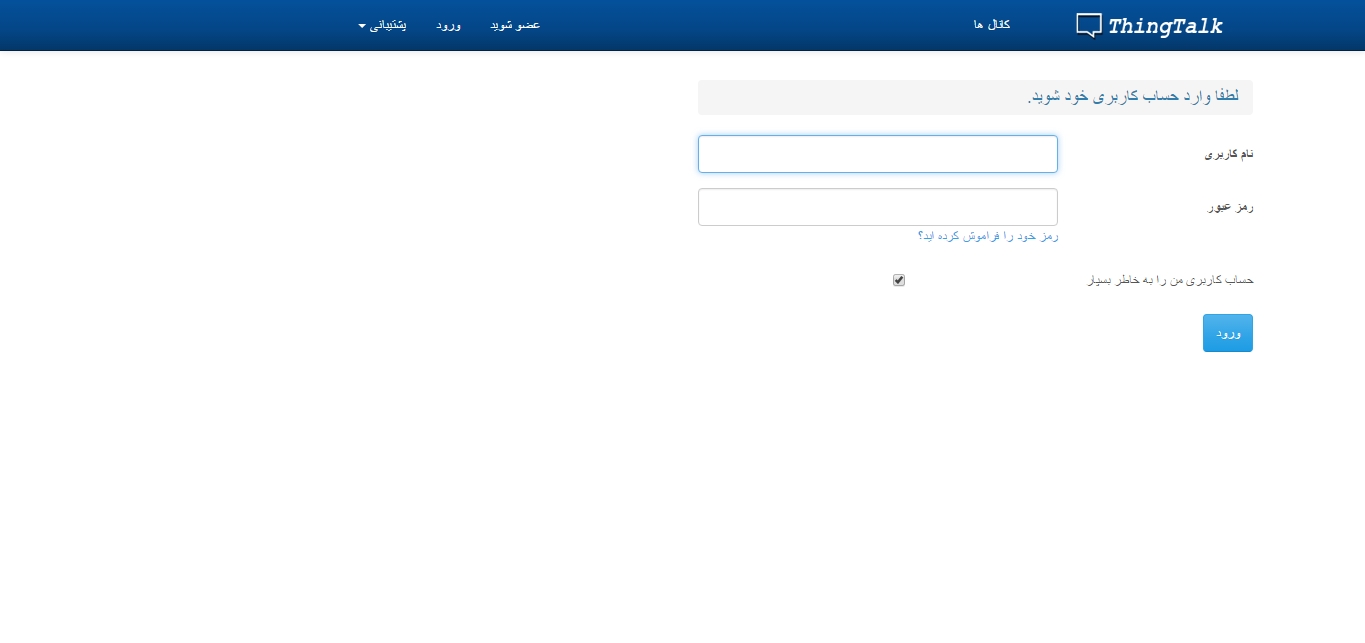 ThingTalk
کانال ها
عضو شوید
ورود
پشتیبانی
لطفا وارد حساب کاربری خود شوید.
نام کاربری
رمز عبور
رمز خود را فراموش کرده اید؟
حساب کاربری من را به خاطر بسپار
ورود